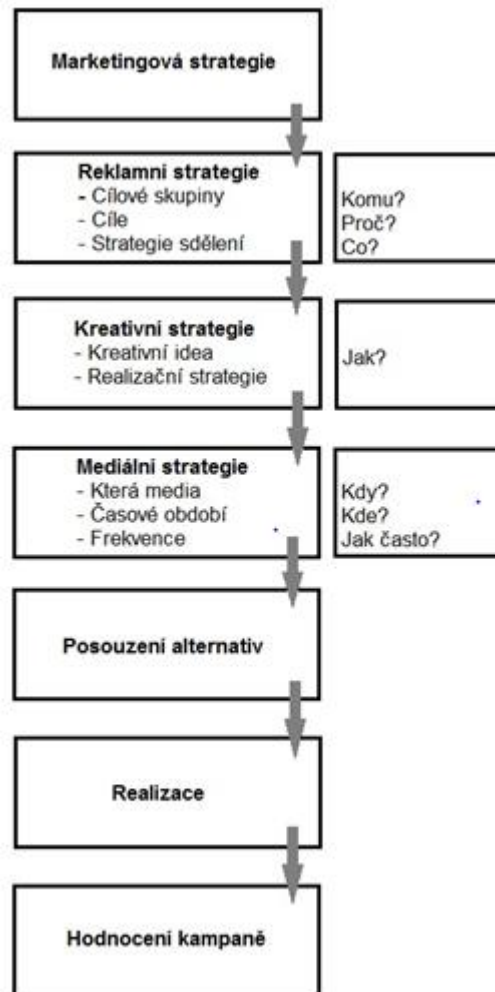 Marketingová strategie
Reklamní strategie
- Cílové skupiny
- Cíle
- Strategie sdělení
Komu?
Proč?
Co?
Kreativní strategie
- Kreativní idea
- Realizační strategie
Jak?
Mediální strategie
- Která media
- Časové období
- Frekvence
Kdy?
Kde?
Jak často?
Posouzení alternativ
Realizace
Hodnocení kampaně